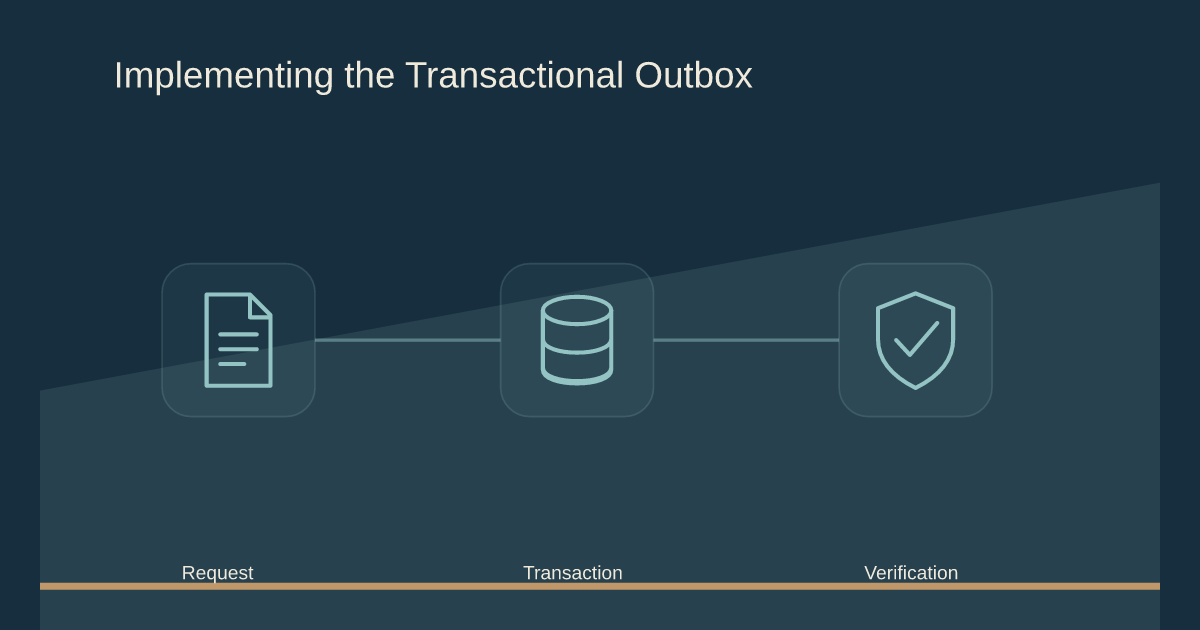 Implementing the Transactional Outbox
Request
Transaction
Verification